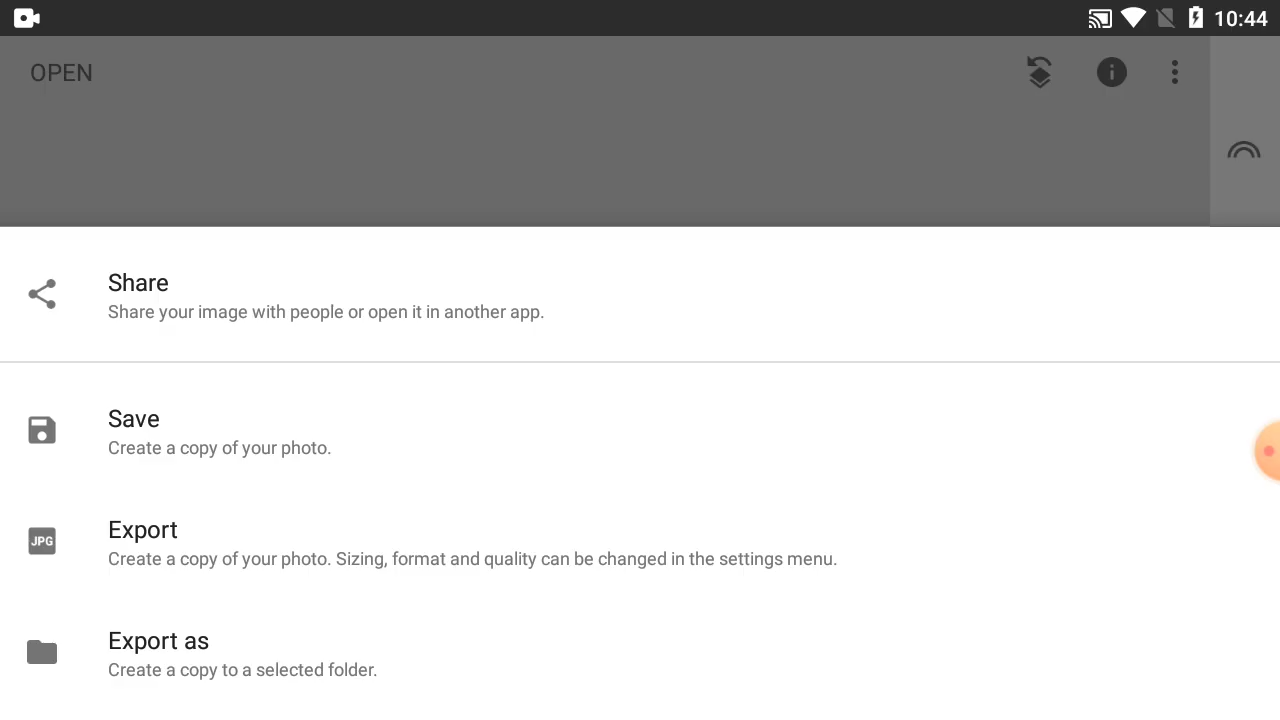 10:44
OPEN
Share
Share your image with people or open it in another app.
Save
Create a copy of your photo.
JPG
Export
Create a copy of your photo. Sizing, format and quality can be changed in the settings menu.
Export as
Create a copy to a selected folder.